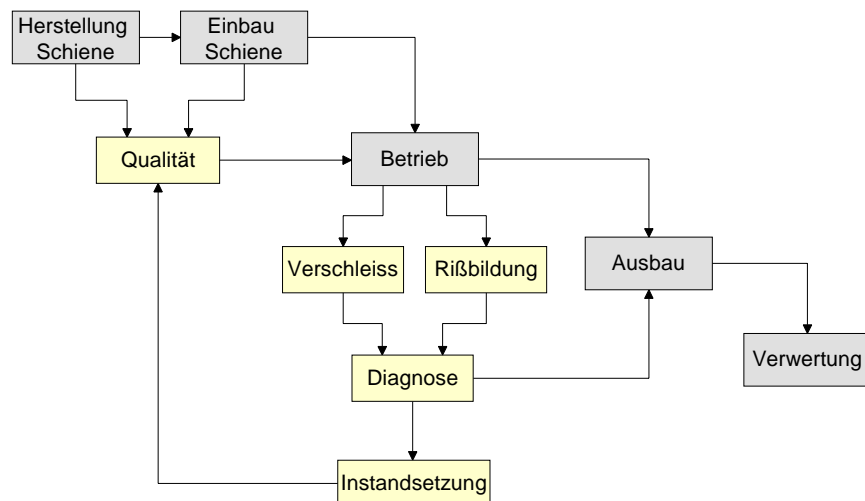 Herstellung
Schiene
Einbau
Schiene
Qualität
Betrieb
Verschleiss
Rißbildung
Ausbau
Verwertung
Diagnose
Instandsetzung